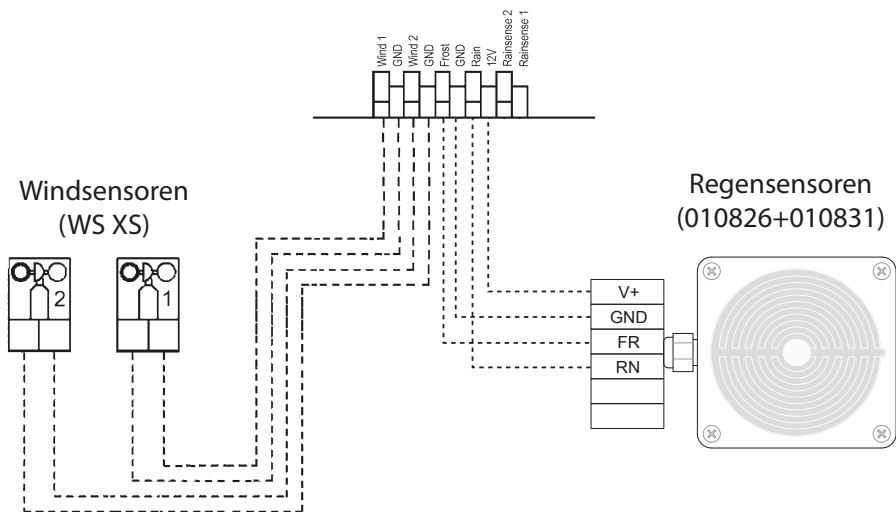 Wind 1
GND
Wind 2
GND
Frost
GND
Rain
12V
Rainsense 2
Rainsense 1
Windsensoren
(WS XS)
2
1
Regensensoren
(010826+010831)
V+
GND
FR
RN